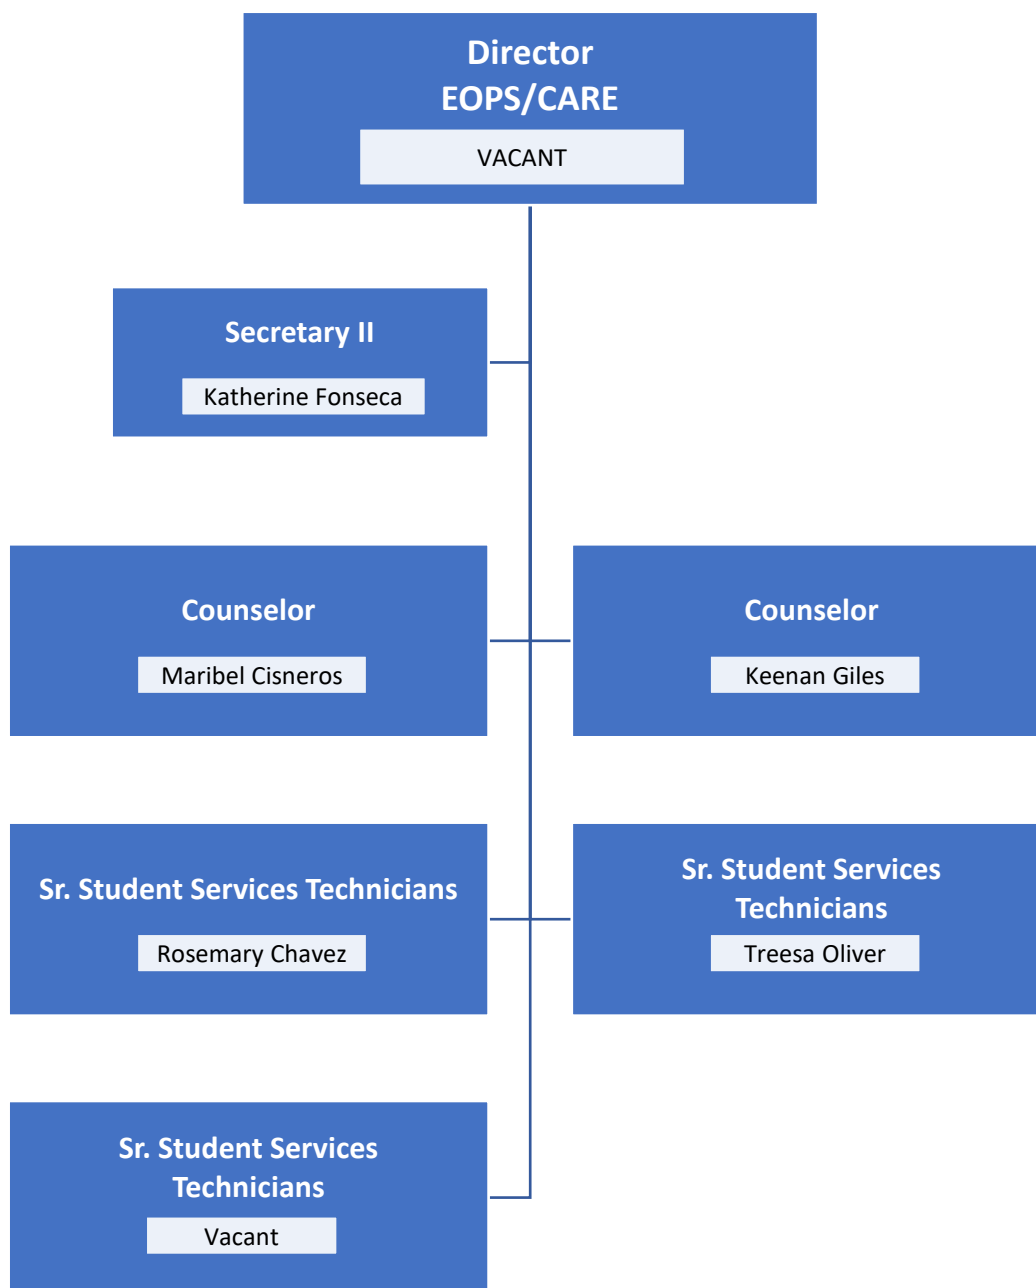 Director
EOPS/CARE
VACANT
Secretary II
Katherine Fonseca
Counselor
Maribel Cisneros
Counselor
Keenan Giles
Sr. Student Services Technicians
Rosemary Chavez
Sr. Student Services
Technicians
Treesa Oliver
Sr. Student Services
Technicians
Vacant